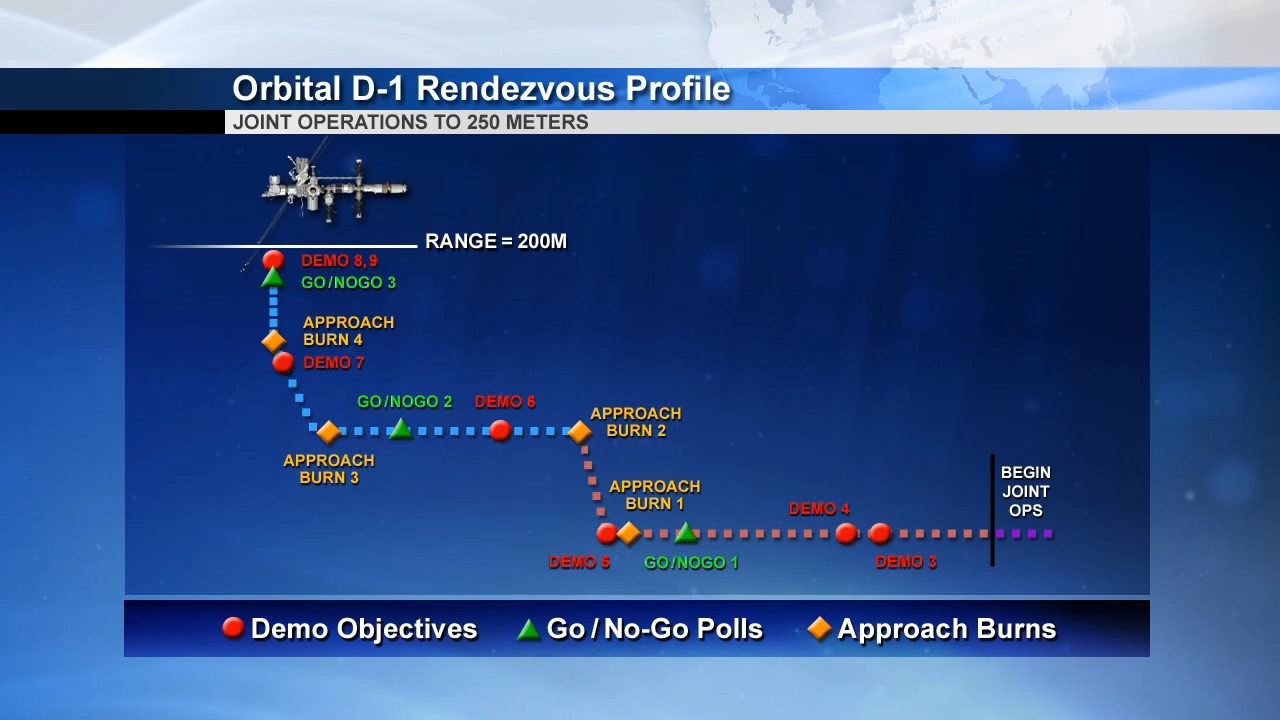 Orbital D-1 Rendezvous Profile
JOINT OPERATIONS TO 250 METERS
RANGE = 200M
DEMO 8,9
GO/NOGO 3
APPROACH
BURN 4
DEMO 7
GO/NOGO 2
DEMO 6
APPROACH
BURN 2
APPROACH
BURN 3
APPROACH
BURN 1
DEMO 4
BEGIN
JOINT
OPS
DEMO 5
GO/NOGO 1
DEMO 3
Demo Objectives
Go / No-Go Polls
Approach Burns